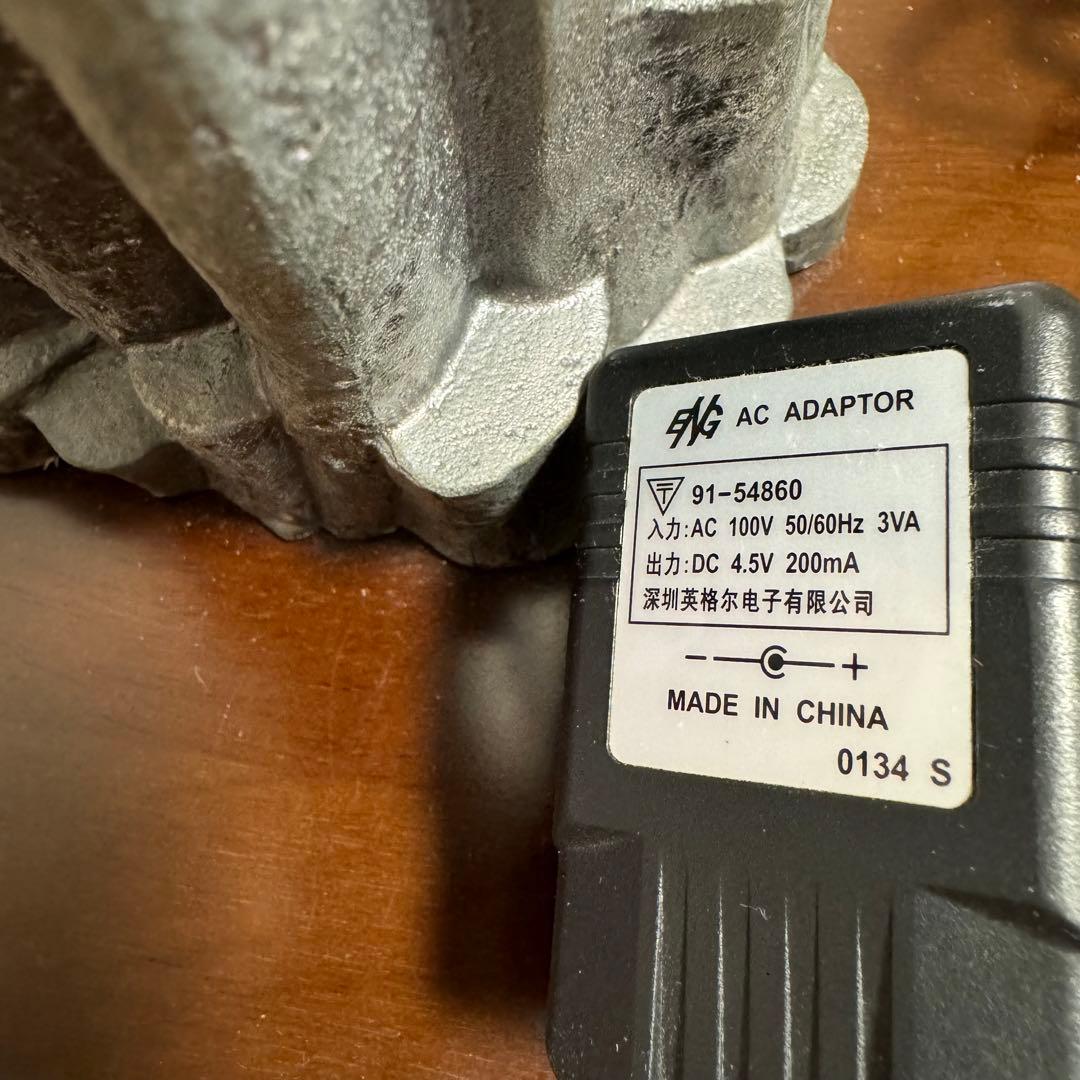 ENG AC ADAPTOR
〒 91-54860
入力:AC 100V 50/60Hz 3VA
出力:DC 4.5V 200mA
深圳英格尔电子有限公司
− +
MADE IN CHINA
0134 S